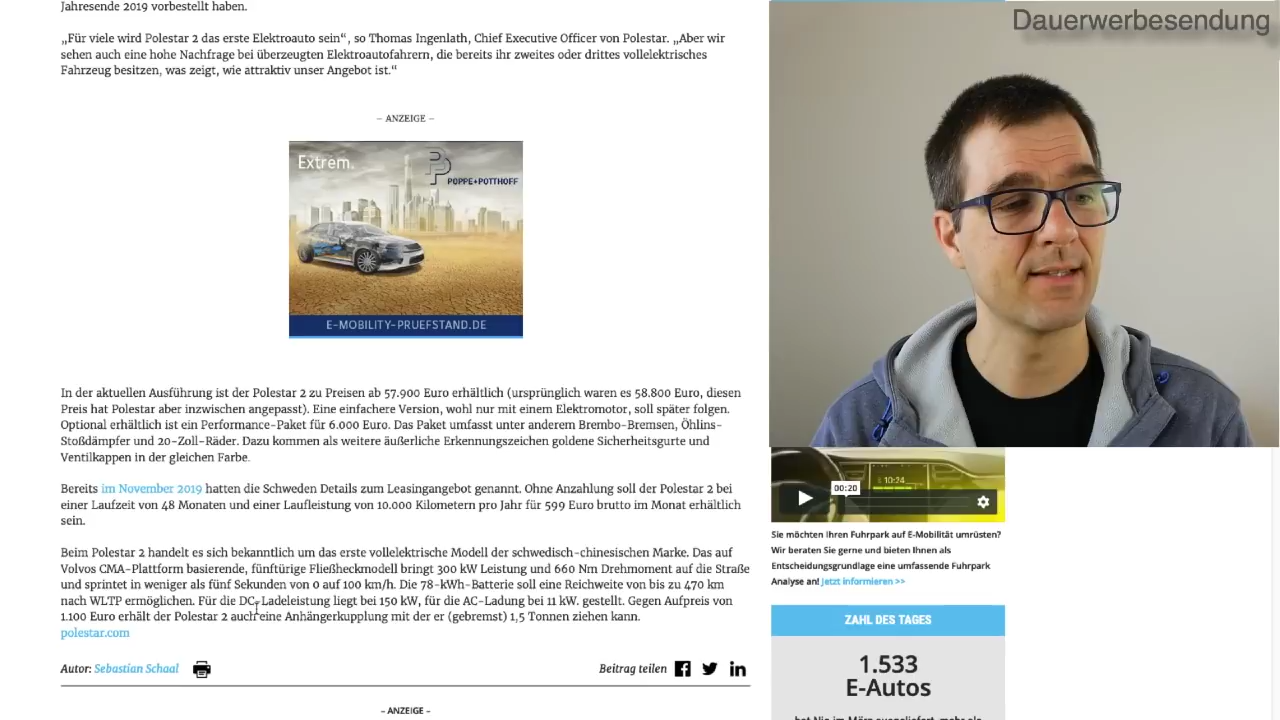 Jahresende 2019 vorbestellt haben.
„Für viele wird Polestar 2 das erste Elektroauto sein“, so Thomas Ingenlath, Chief Executive Officer von Polestar. „Aber wir
sehen auch eine hohe Nachfrage bei überzeugten Elektroautofahrern, die bereits ihr zweites oder drittes vollelektrisches
Fahrzeug besitzen, was zeigt, wie attraktiv unser Angebot ist.“
– ANZEIGE –
Extrem.
POPPE+POTTHOFF
E-MOBILITY-PRUEFSTAND.DE
In der aktuellen Ausführung ist der Polestar 2 zu Preisen ab 57.900 Euro erhältlich (ursprünglich waren es 58.800 Euro, diesen
Preis hat Polestar aber inzwischen angepasst). Eine einfachere Version, wohl nur mit einem Elektromotor, soll später folgen.
Optional erhältlich ist ein Performance-Paket für 6.000 Euro. Das Paket umfasst unter anderem Brembo-Bremsen, Öhlins-
Stoßdämpfer und 20-Zoll-Räder. Dazu kommen als weitere äußerliche Erkennungszeichen goldene Sicherheitsgurte und
Ventilkappen in der gleichen Farbe.
Bereits im November 2019 hatten die Schweden Details zum Leasingangebot genannt. Ohne Anzahlung soll der Polestar 2 bei
einer Laufzeit von 48 Monaten und einer Laufleistung von 10.000 Kilometern pro Jahr für 599 Euro brutto im Monat erhältlich
sein.
Beim Polestar 2 handelt es sich bekanntlich um das erste vollelektrische Modell der schwedisch-chinesischen Marke. Das auf
Volvos CMA-Plattform basierende, fünftürige Fließheckmodell bringt 300 kW Leistung und 660 Nm Drehmoment auf die Straße
und sprintet in weniger als fünf Sekunden von 0 auf 100 km/h. Die 78-kWh-Batterie soll eine Reichweite von bis zu 470 km
nach WLTP ermöglichen. Für die DC-Ladeleistung liegt bei 150 kW, für die AC-Ladung bei 11 kW. gestellt. Gegen Aufpreis von
1.100 Euro erhält der Polestar 2 auch eine Anhängerkupplung mit der er (gebremst) 1,5 Tonnen ziehen kann.
polestar.com
Autor: Sebastian Schaal
Beitrag teilen
– ANZEIGE –
Dauerwerbesendung
10:24
00:20
Sie möchten Ihren Fuhrpark auf E-Mobilität umrüsten?
Wir beraten Sie gerne und bieten Ihnen als
Entscheidungsgrundlage eine umfassende Fuhrpark
Analyse an! Jetzt informieren >>
ZAHL DES TAGES
1.533
E-Autos